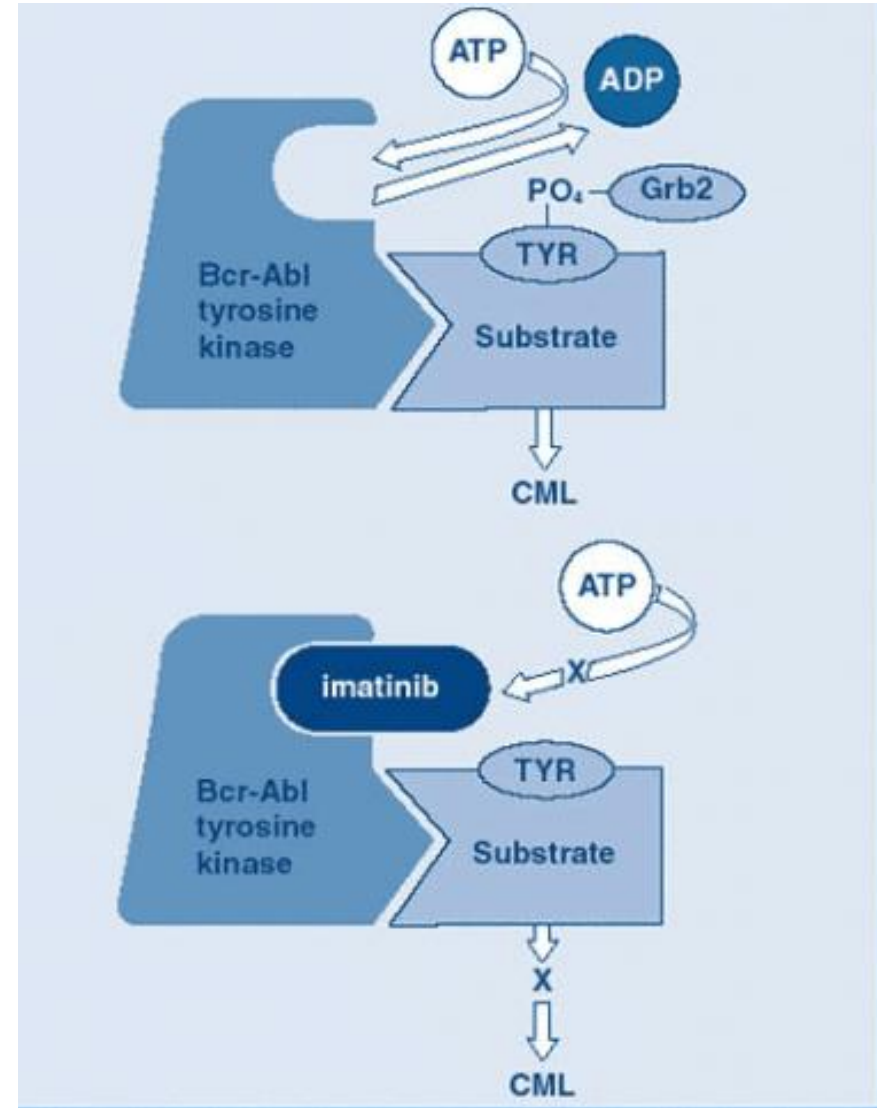 ATP
ADP
PO₄
Grb2
TYR
Bcr-Abl
tyrosine
kinase
Substrate
CML
ATP
X
imatinib
TYR
Bcr-Abl
tyrosine
kinase
Substrate
X
CML